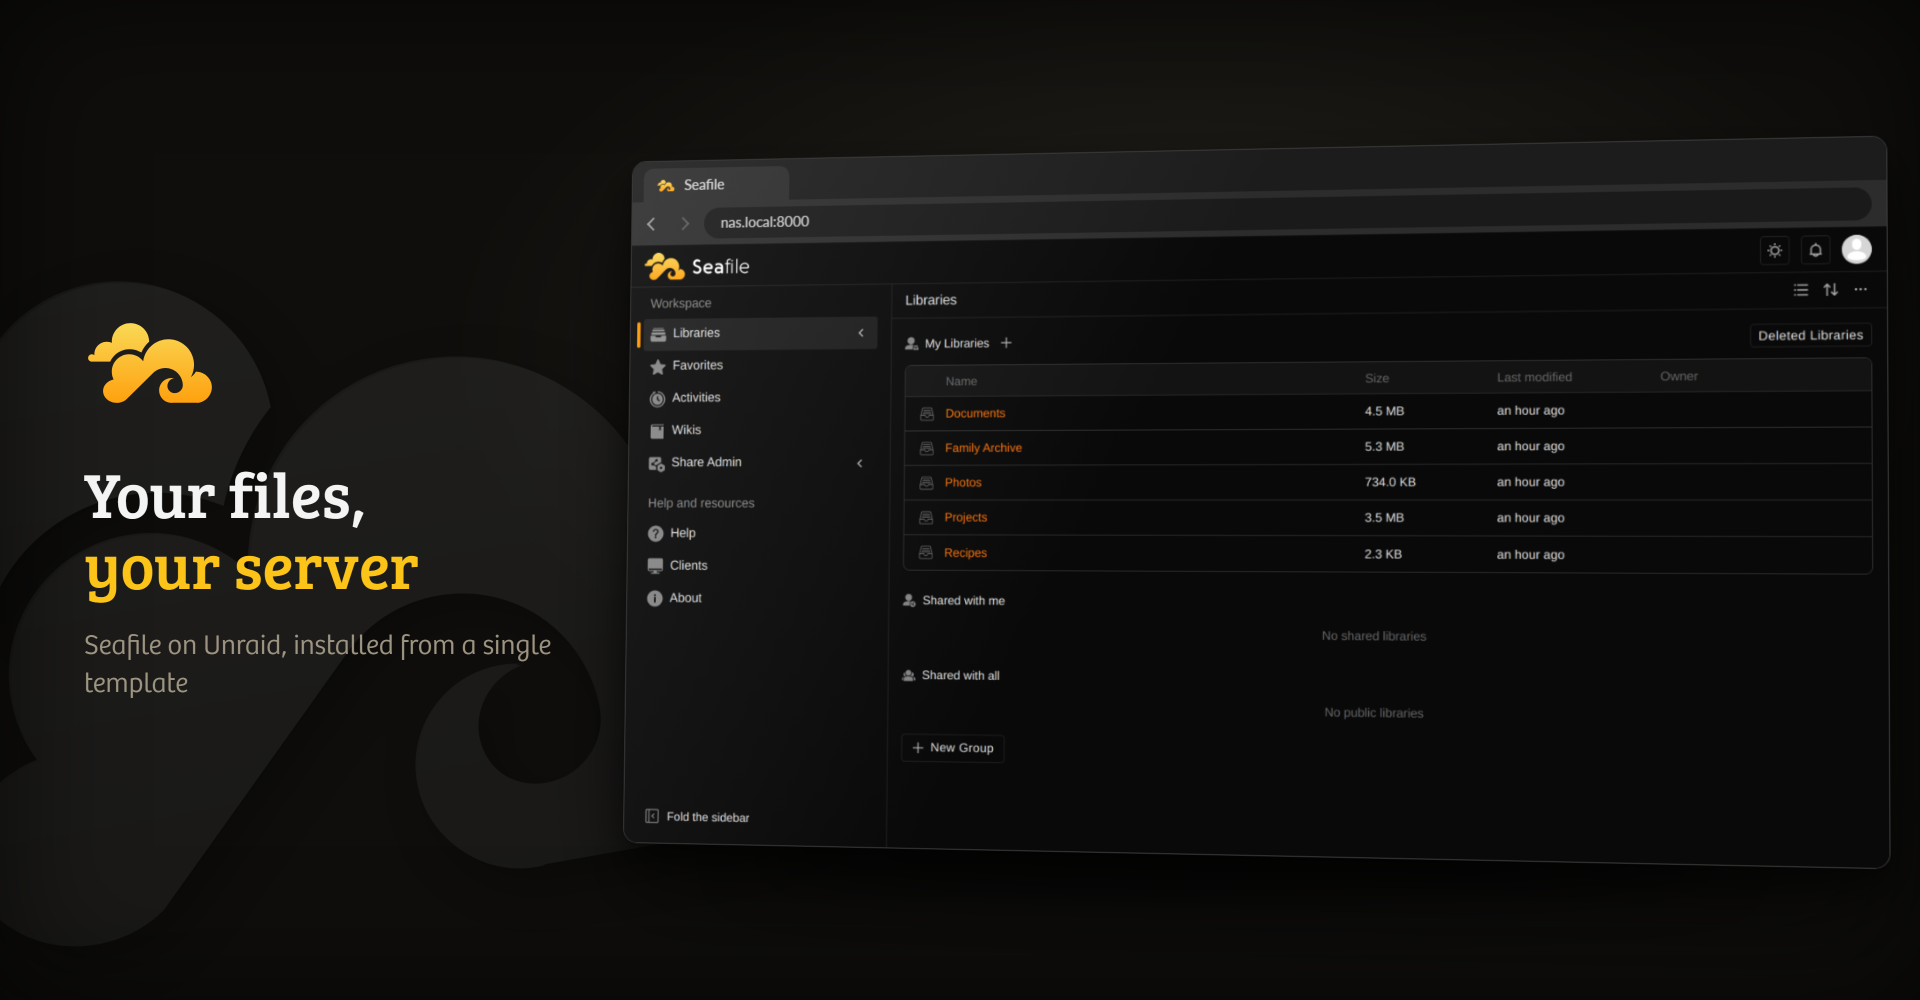 Your files,
your server
Seafile on Unraid, installed from a single
template
Seafile
nas.local:8000
Seafile
Workspace
Libraries
Favorites
Activities
Wikis
Share Admin
Help and resources
Help
Clients
About
Fold the sidebar
Libraries
My Libraries
Deleted Libraries
Name Size Last modified Owner
Documents 4.5 MB an hour ago
Family Archive 5.3 MB an hour ago
Photos 734.0 KB an hour ago
Projects 3.5 MB an hour ago
Recipes 2.3 KB an hour ago
Shared with me
No shared libraries
Shared with all
No public libraries
New Group